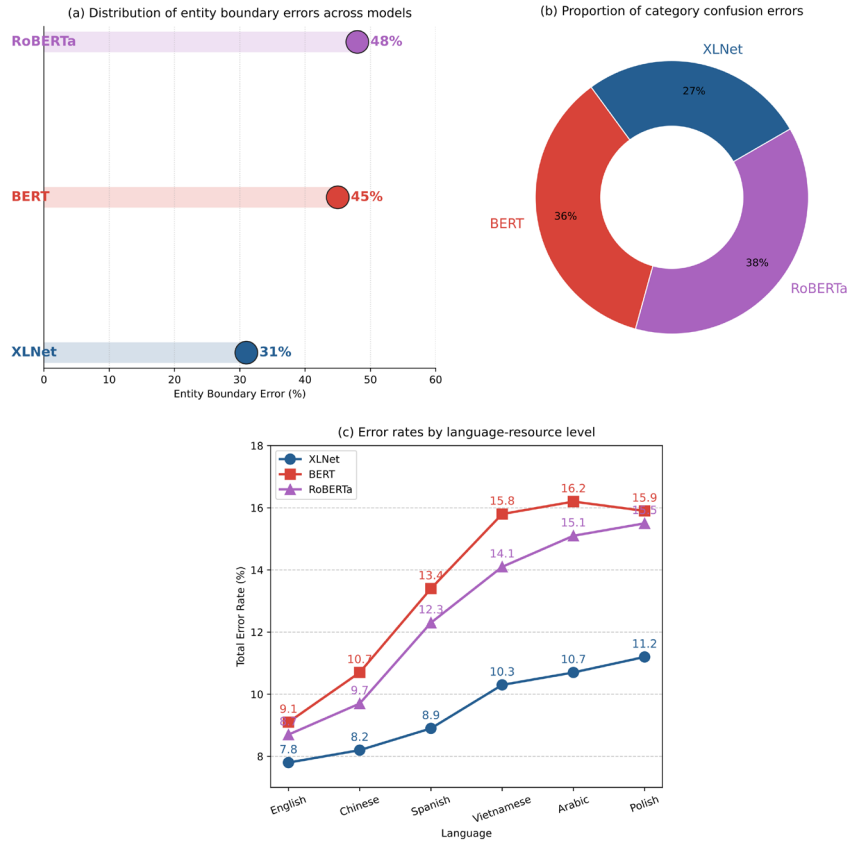 (a) Distribution of entity boundary errors across models
RoBERTa
48%
BERT
45%
XLNet
31%
0 10 20 30 40 50 60
Entity Boundary Error (%)
(b) Proportion of category confusion errors
XLNet
27%
BERT
36%
38%
RoBERTa
(c) Error rates by language-resource level
XLNet
BERT
RoBERTa
18
16
14
12
10
8
Total Error Rate (%)
9.1
10.7
13.4
15.8
16.2
15.9
9.7
12.3
14.1
15.1
7.8
8.2
8.9
10.3
10.7
11.2
English Chinese Spanish Vietnamese Arabic Polish
Language